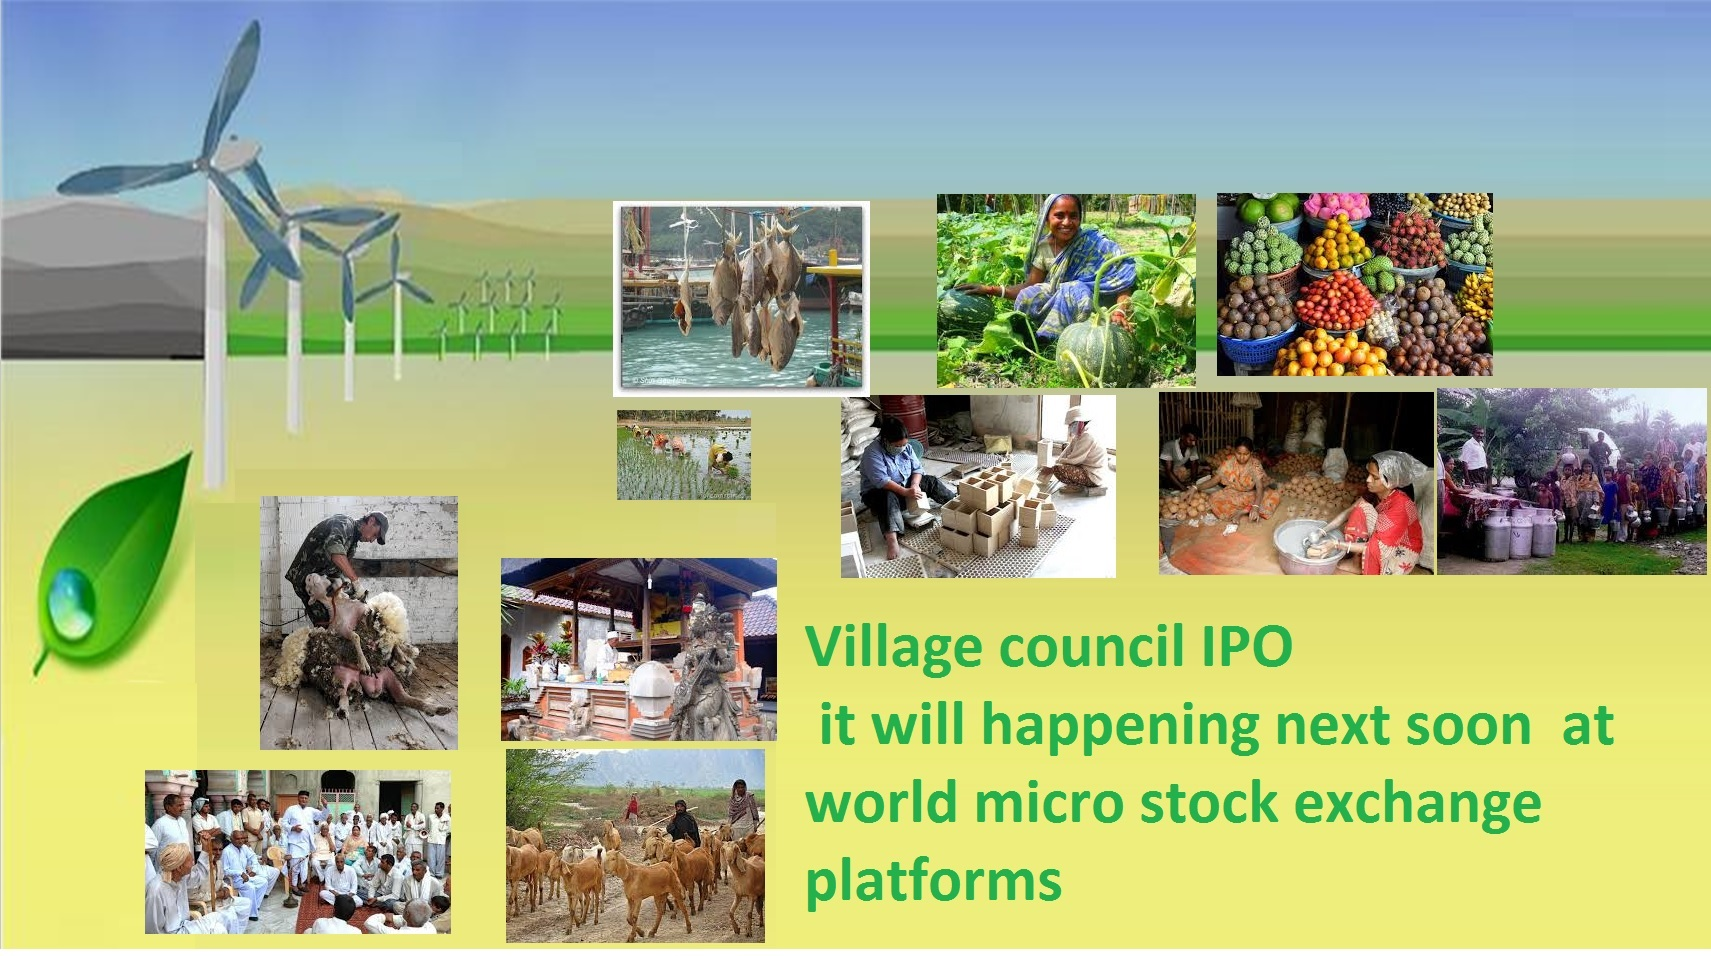 Village council IPO
it will happening next soon at
world micro stock exchange
platforms